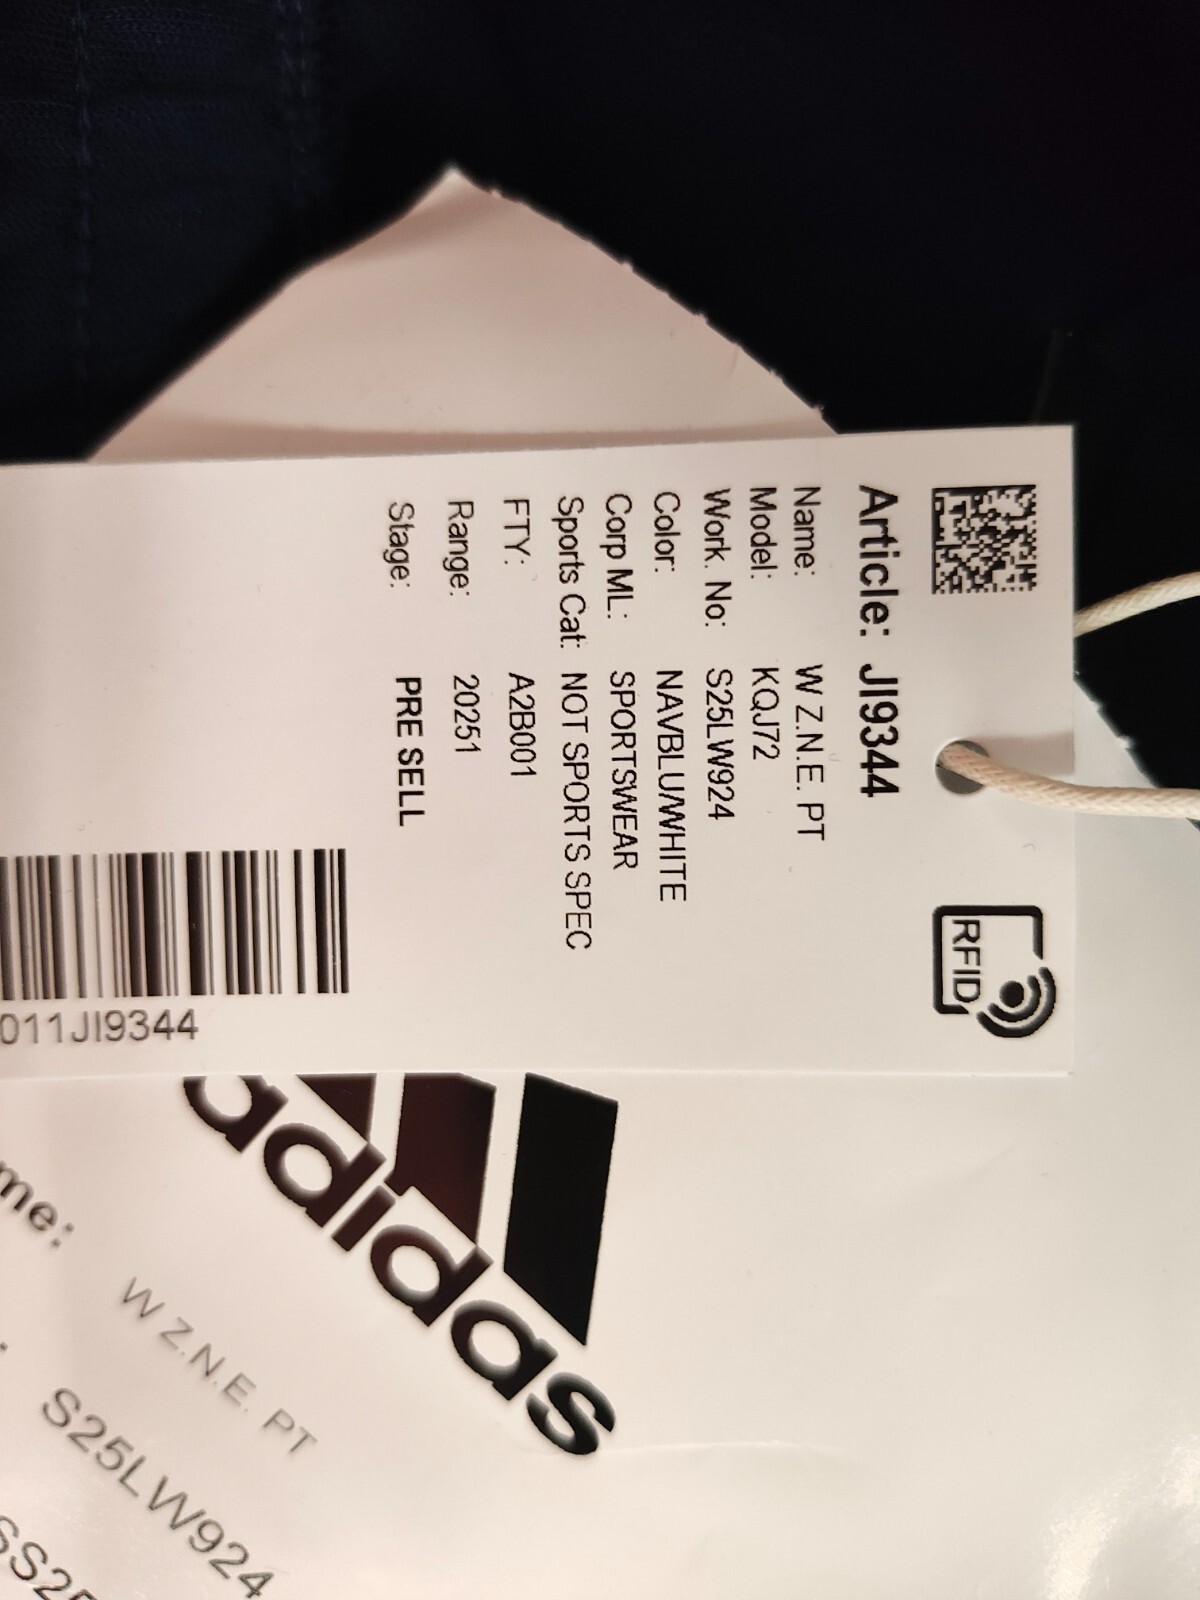 RFID
Article: JI9344
Name: W Z.N.E. PT
Model: KQJ72
Work. No: S25LW924
Color: NAVBLU/WHITE
Corp ML: SPORTSWEAR
Sports Cat: NOT SPORTS SPEC
FTY: A2B001
Range: 20251
Stage: PRE SELL
011JI9344
adidas
me:
W Z.N.E. PT
S25LW924